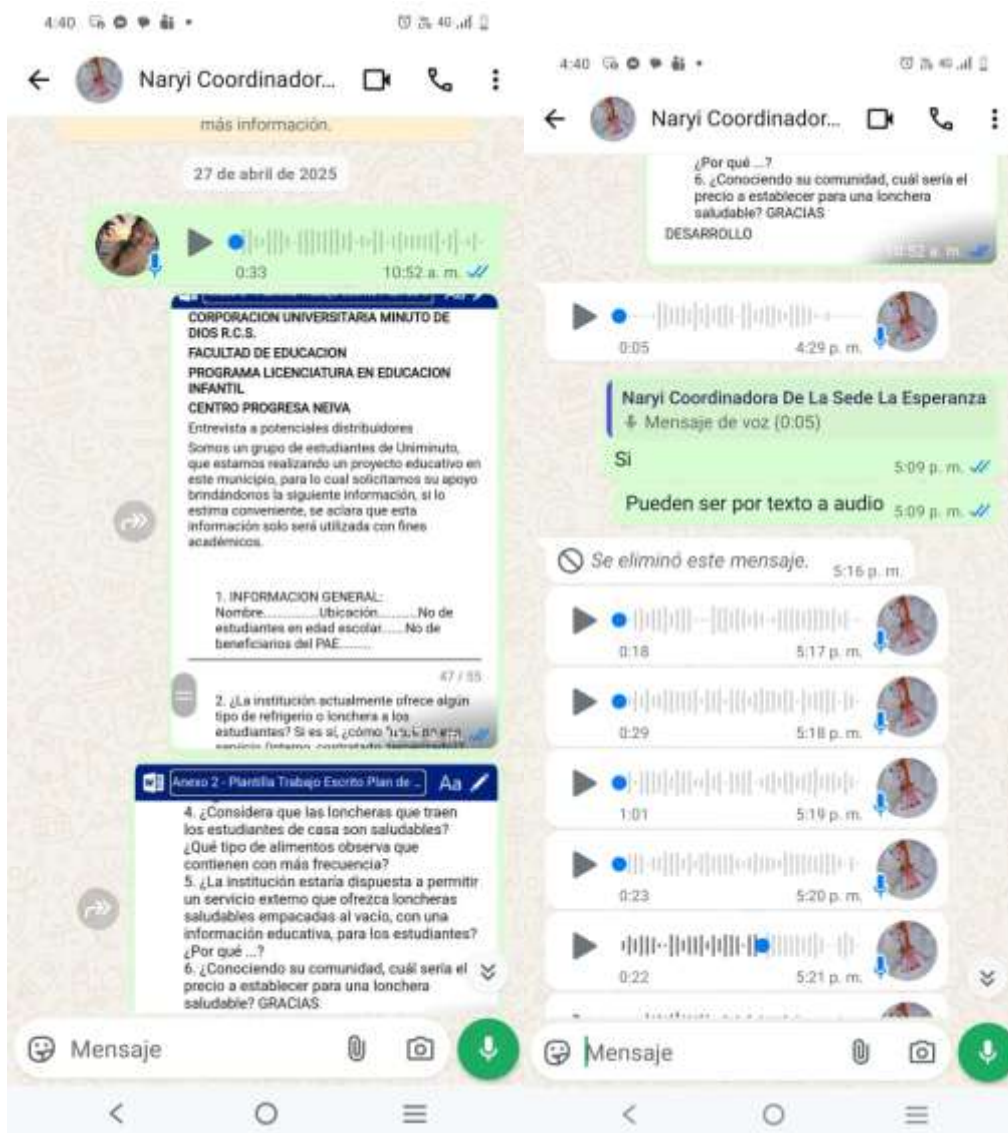 4:40
4G
Naryi Coordinador...
más información.
27 de abril de 2025
0:33 10:52 a. m.
CORPORACION UNIVERSITARIA MINUTO DE
DIOS R.C.S.
FACULTAD DE EDUCACION
PROGRAMA LICENCIATURA EN EDUCACION
INFANTIL
CENTRO PROGRESA NEIVA
Entrevista a potenciales distribuidores
Somos un grupo de estudiantes de Uniminuto,
que estamos realizando un proyecto educativo en
este municipio, para lo cual solicitamos su apoyo
brindándonos la siguiente información, si lo
estima conveniente, se aclara que esta
información solo será utilizada con fines
académicos.
1. INFORMACION GENERAL:
Nombre............Ubicación..........No de
estudiantes en edad escolar......No de
beneficiarios del PAE.........
47 / 55
2. ¿La institución actualmente ofrece algún
tipo de refrigerio o lonchera a los
estudiantes? Si es así, ¿cómo
Anexo 2 - Plantilla Trabajo Escrito Plan de ... Aa
4. ¿Considera que las loncheras que traen
los estudiantes de casa son saludables?
¿Qué tipo de alimentos observa que
contienen con más frecuencia?
5. ¿La institución estaría dispuesta a permitir
un servicio externo que ofrezca loncheras
saludables empacadas al vacío, con una
información educativa, para los estudiantes?
¿Por qué ...?
6. ¿Conociendo su comunidad, cuál sería el
precio a establecer para una lonchera
saludable? GRACIAS
Mensaje
4:40
4G
Naryi Coordinador...
¿Por qué ...?
6. ¿Conociendo su comunidad, cuál sería el
precio a establecer para una lonchera
saludable? GRACIAS
DESARROLLO
10:52 a. m.
0:05 4:29 p. m.
Naryi Coordinadora De La Sede La Esperanza
Mensaje de voz (0:05)
Si
5:09 p. m.
Pueden ser por texto a audio 5:09 p. m.
Se eliminó este mensaje. 5:16 p. m.
0:18 5:17 p. m.
0:29 5:18 p. m.
1:01 5:19 p. m.
0:23 5:20 p. m.
0:22 5:21 p. m.
Mensaje